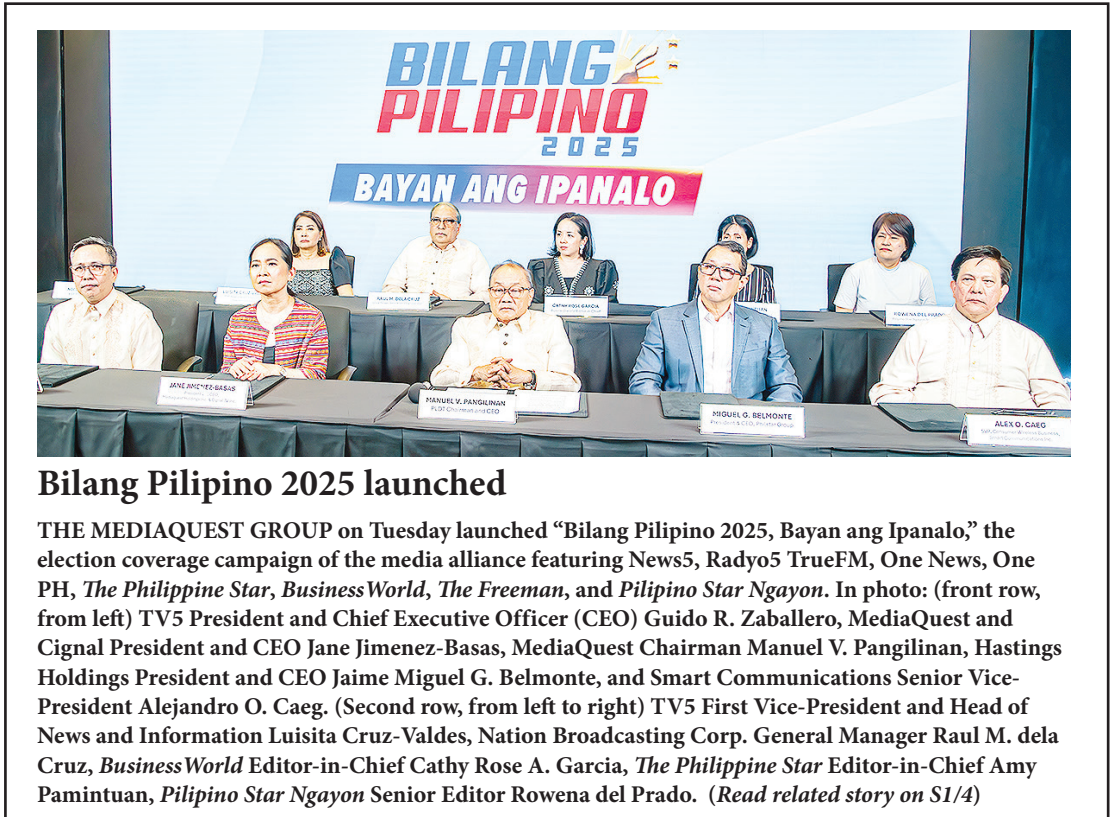 BILANG
PILIPINO
2025
BAYAN ANG IPANALO
RAUL M. DELA CRUZ
CATHY ROSE GARCIA
ROWENA DEL PRADO
JANE JIMENEZ-BASAS
MANUEL V. PANGILINAN
PLDT Chairman and CEO
MIGUEL G. BELMONTE
President & CEO, PhilStar Group
ALEX O. CAEG
Bilang Pilipino 2025 launched
THE MEDIAQUEST GROUP on Tuesday launched “Bilang Pilipino 2025, Bayan ang Ipanalo,” the
election coverage campaign of the media alliance featuring News5, Radyo5 TrueFM, One News, One
PH, The Philippine Star, BusinessWorld, The Freeman, and Pilipino Star Ngayon. In photo: (front row,
from left) TV5 President and Chief Executive Officer (CEO) Guido R. Zaballero, MediaQuest and
Cignal President and CEO Jane Jimenez-Basas, MediaQuest Chairman Manuel V. Pangilinan, Hastings
Holdings President and CEO Jaime Miguel G. Belmonte, and Smart Communications Senior Vice-
President Alejandro O. Caeg. (Second row, from left to right) TV5 First Vice-President and Head of
News and Information Luisita Cruz-Valdes, Nation Broadcasting Corp. General Manager Raul M. dela
Cruz, BusinessWorld Editor-in-Chief Cathy Rose A. Garcia, The Philippine Star Editor-in-Chief Amy
Pamintuan, Pilipino Star Ngayon Senior Editor Rowena del Prado. (Read related story on S1/4)